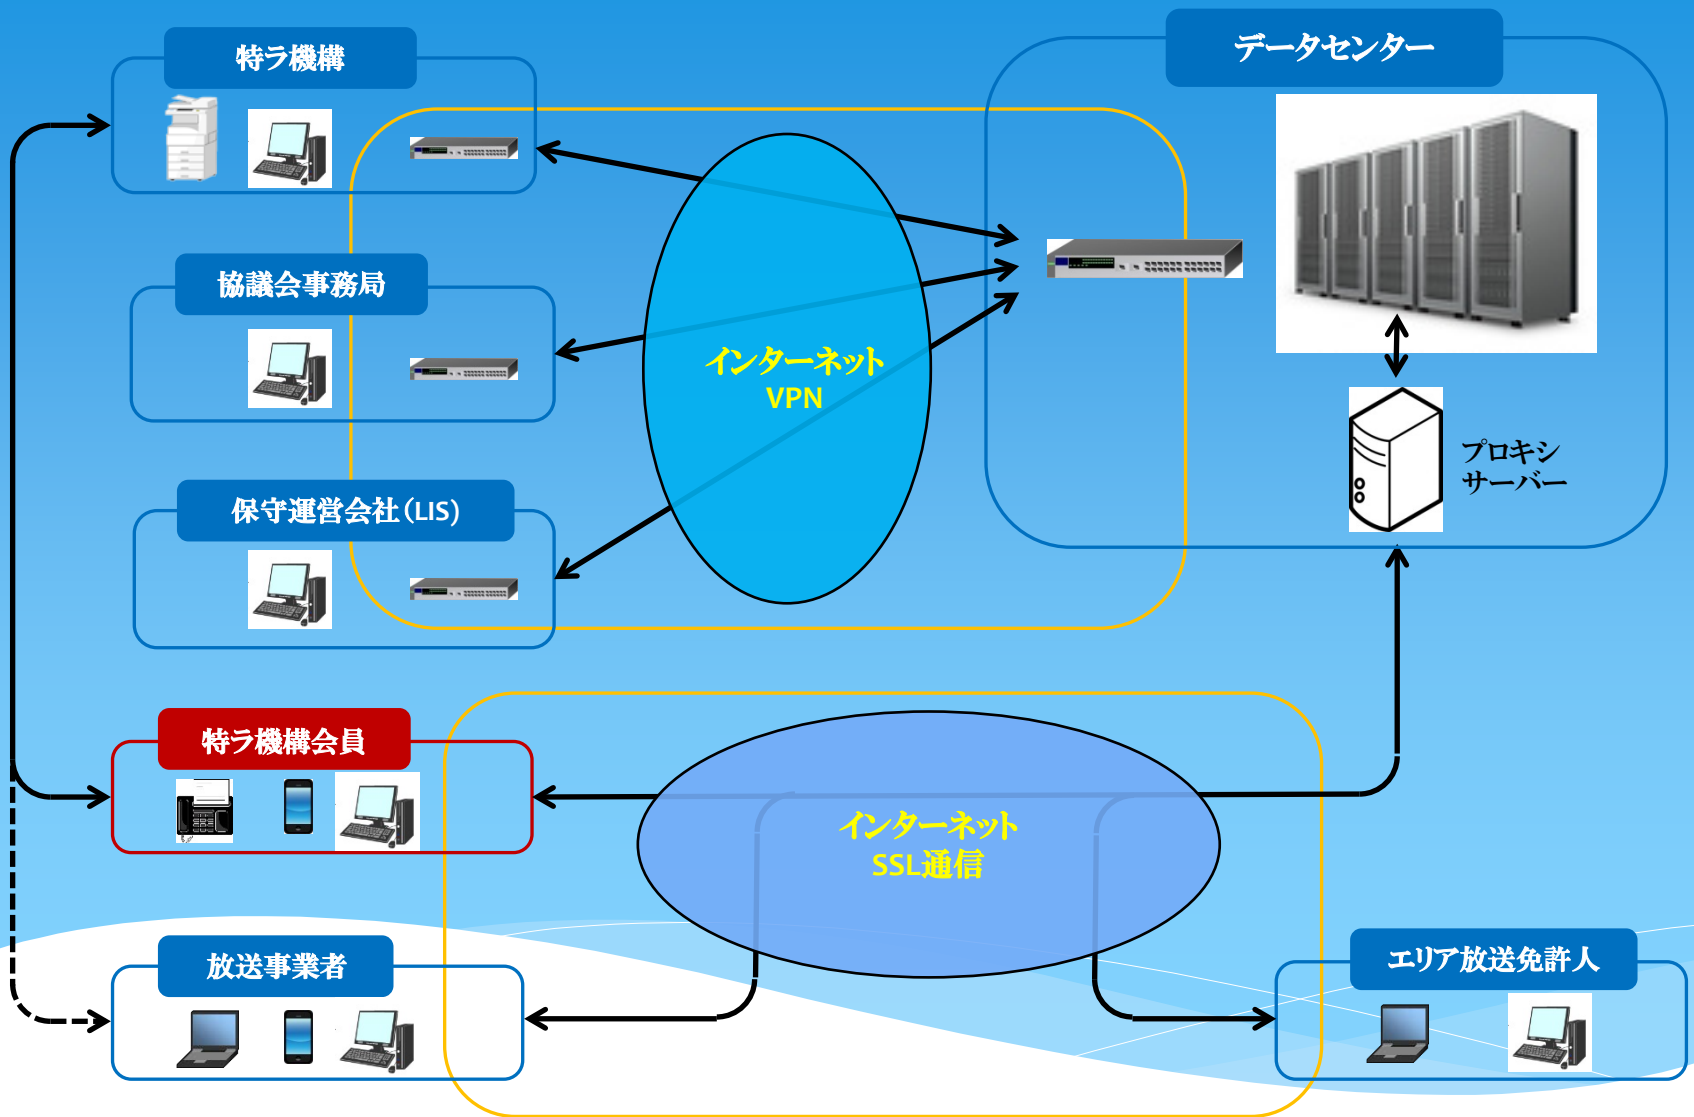 特ラ機構
データセンター
協議会事務局
インターネット
VPN
プロキシ
サーバー
保守運営会社（LIS)
特ラ機構会員
インターネット
SSL通信
放送事業者
エリア放送免許人